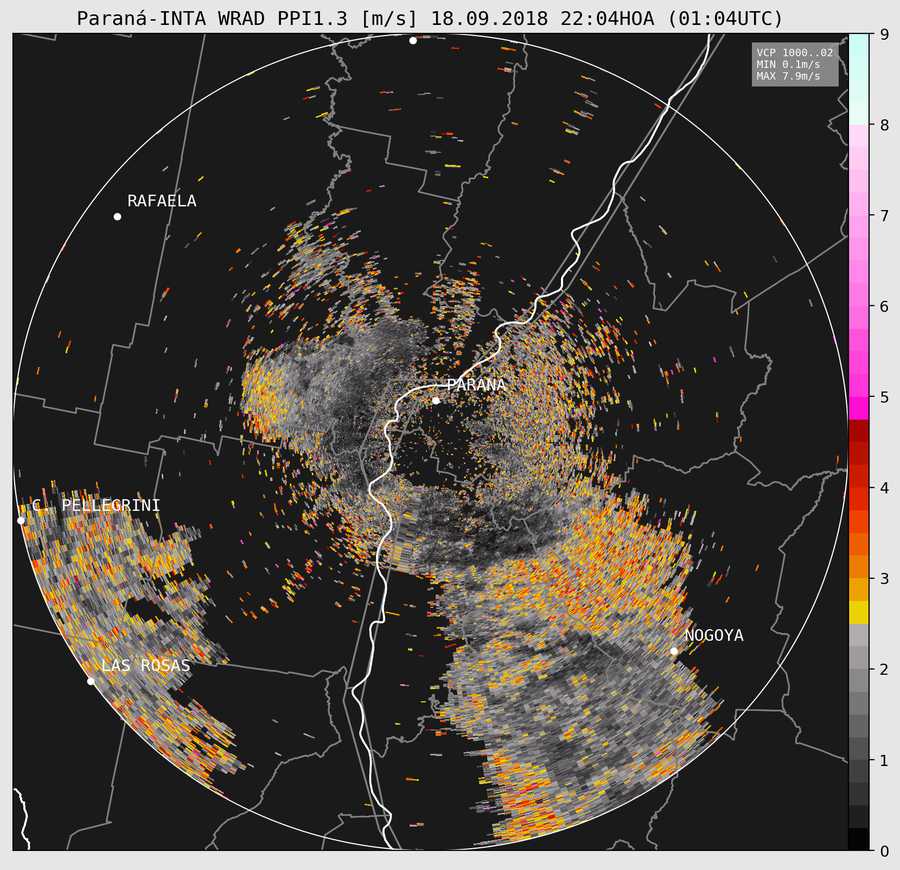 Paraná-INTA WRAD PPI1.3 [m/s] 18.09.2018 22:04HOA (01:04UTC)
VCP 1000..02
MIN 0.1m/s
MAX 7.9m/s
9
8
7
6
5
4
3
2
1
0
RAFAELA
PARANA
C. PELLEGRINI
NOGOYA
LAS ROSAS